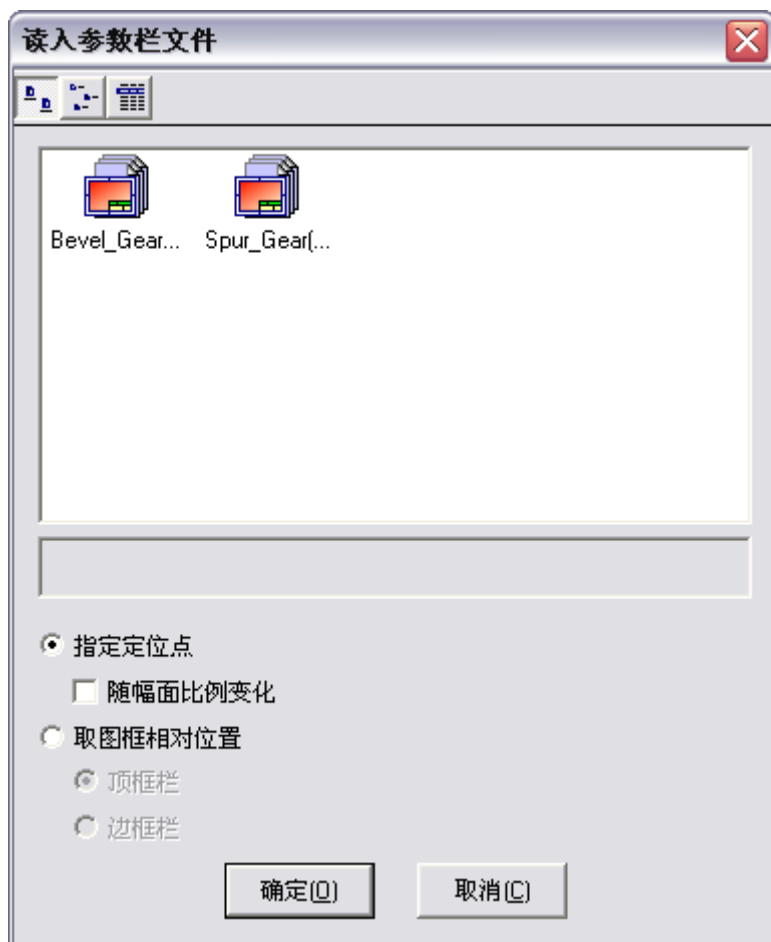 读入参数栏文件
Bevel_Gear... Spur_Gear(...
指定定位点
随幅面比例变化
取图框相对位置
顶框栏
边框栏
确定(O) 取消(C)